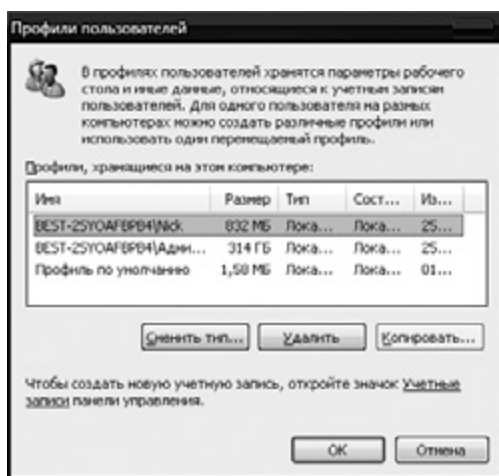 Профили пользователей
В профилях пользователей хранятся параметры рабочего
стола и иные данные, относящиеся к учетным записям
пользователей. Для одного пользователя на разных
компьютерах можно создать различные профили или
использовать один перемещаемый профиль.
Профили, хранящиеся на этом компьютере:
Имя Размер Тип Сост... Из...
BEST-25YOAFBPB4\Nick 832 МБ Лока... Лока... 25...
BEST-25YOAFBPB4\Адми... 314 ГБ Лока... Лока... 25...
Профиль по умолчанию 1,58 МБ Лока... Лока... 01...
Сменить тип... Удалить Копировать...
Чтобы создать новую учетную запись, откройте значок Учетные
записи панели управления.
ОК Отмена